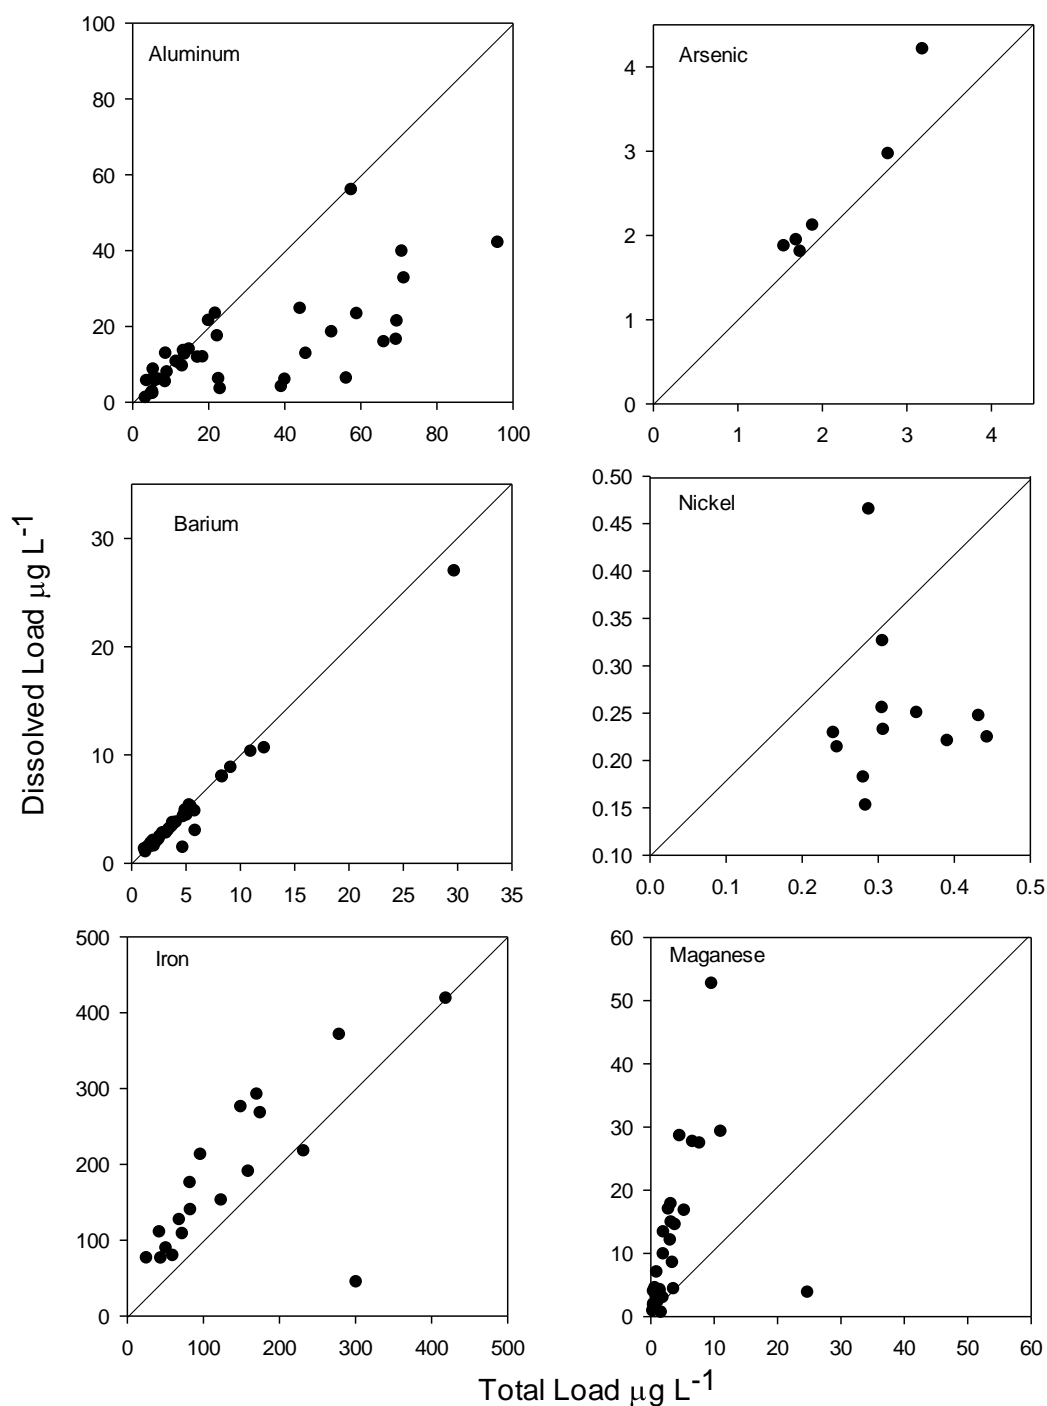 Dissolved Load µg L-1
Aluminum
100
80
60
40
20
0
0 20 40 60 80 100
Arsenic
4
3
2
1
0
0 1 2 3 4
Barium
30
20
10
0
0 5 10 15 20 25 30 35
Nickel
0.50
0.45
0.40
0.35
0.30
0.25
0.20
0.15
0.10
0.0 0.1 0.2 0.3 0.4 0.5
Iron
500
400
300
200
100
0
0 100 200 300 400 500
Maganese
60
50
40
30
20
10
0
0 10 20 30 40 50 60
Total Load µg L-1